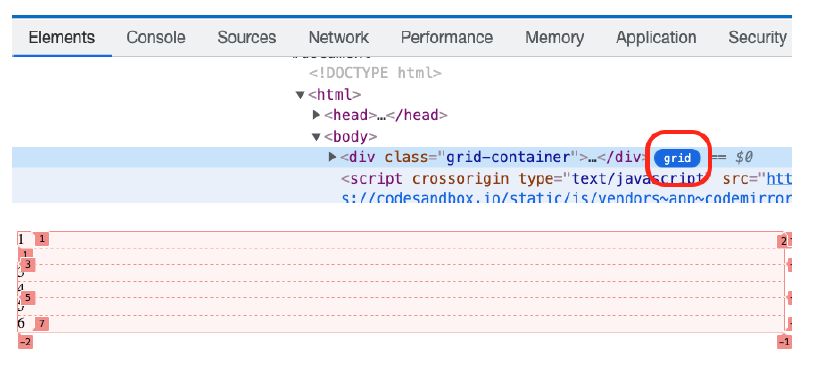 Elements Console Sources Network Performance Memory Application Security
<!DOCTYPE html>
▼<html>
▶<head>…</head>
▼<body>
▶<div class="grid-container">…</div> grid == $0
<script crossorigin type="text/javascript" src="htt
s://codesandbox.io/static/js/vendors~app~codemirror
1 1 2
1
3
5
6 7
-2 -1